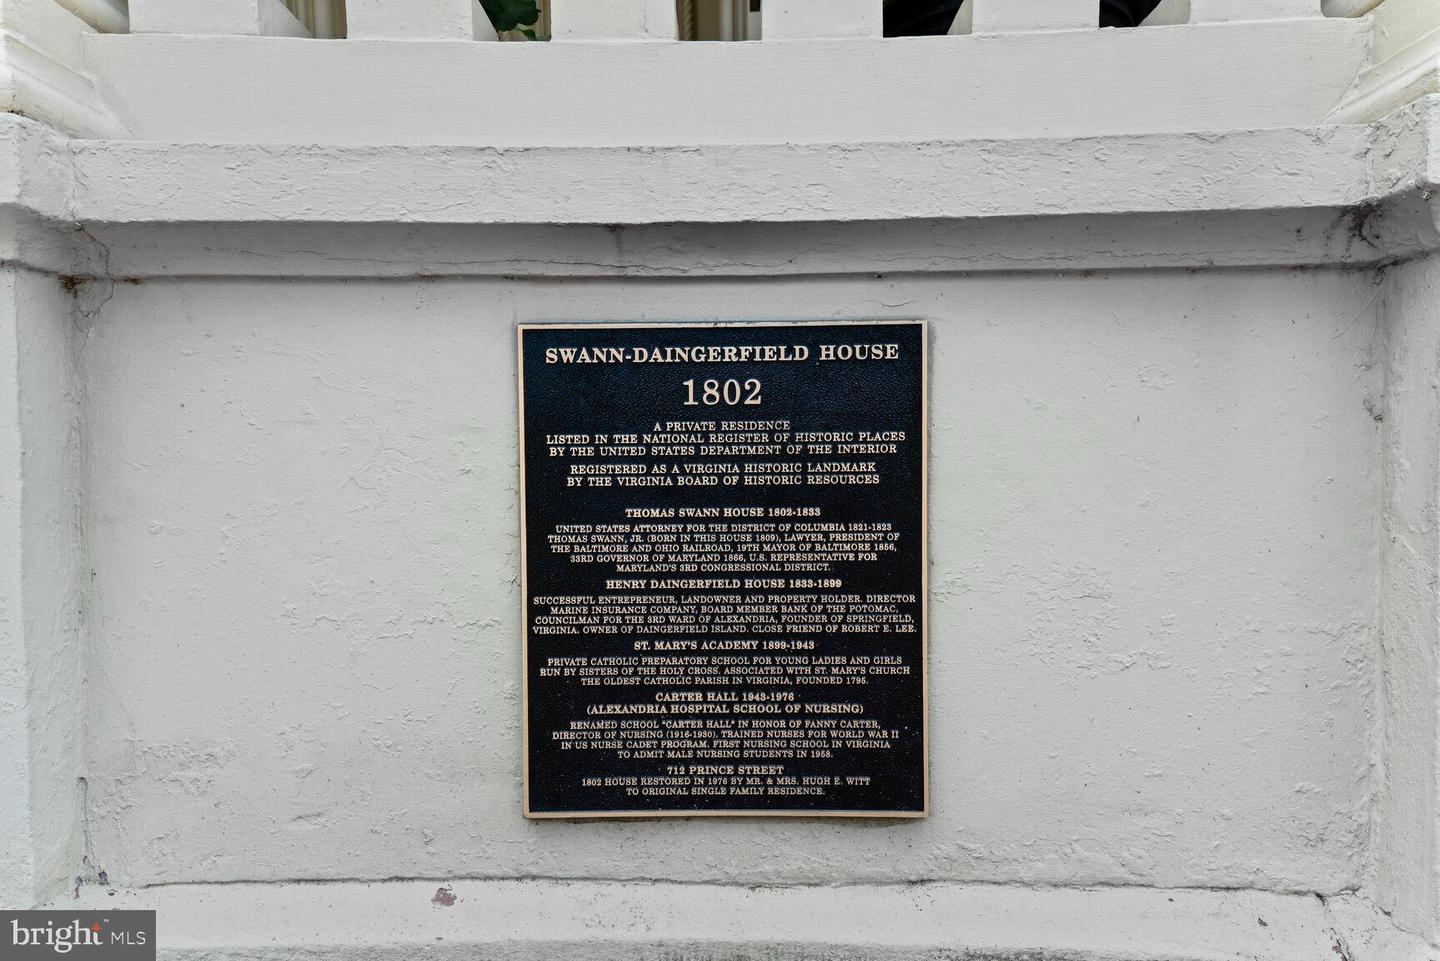 SWANN-DAINGERFIELD HOUSE
1802
A PRIVATE RESIDENCE
LISTED IN THE NATIONAL REGISTER OF HISTORIC PLACES
BY THE UNITED STATES DEPARTMENT OF THE INTERIOR
REGISTERED AS A VIRGINIA HISTORIC LANDMARK
BY THE VIRGINIA BOARD OF HISTORIC RESOURCES
THOMAS SWANN HOUSE 1802-1833
UNITED STATES ATTORNEY FOR THE DISTRICT OF COLUMBIA 1821-1823
THOMAS SWANN, JR. (BORN IN THIS HOUSE 1809), LAWYER, PRESIDENT OF
THE BALTIMORE AND OHIO RAILROAD, 19TH MAYOR OF BALTIMORE 1856,
33RD GOVERNOR OF MARYLAND 1866, U.S. REPRESENTATIVE FOR
MARYLAND'S 3RD CONGRESSIONAL DISTRICT.
HENRY DAINGERFIELD HOUSE 1833-1899
SUCCESSFUL ENTREPRENEUR, LANDOWNER AND PROPERTY HOLDER. DIRECTOR
MARINE INSURANCE COMPANY, BOARD MEMBER BANK OF THE POTOMAC,
COUNCILMAN FOR THE 3RD WARD OF ALEXANDRIA, FOUNDER OF SPRINGFIELD,
VIRGINIA. OWNER OF DAINGERFIELD ISLAND. CLOSE FRIEND OF ROBERT E. LEE.
ST. MARY'S ACADEMY 1899-1943
PRIVATE CATHOLIC PREPARATORY SCHOOL FOR YOUNG LADIES AND GIRLS
RUN BY SISTERS OF THE HOLY CROSS. ASSOCIATED WITH ST. MARY'S CHURCH
THE OLDEST CATHOLIC PARISH IN VIRGINIA, FOUNDED 1795.
CARTER HALL 1943-1976
(ALEXANDRIA HOSPITAL SCHOOL OF NURSING)
RENAMED SCHOOL "CARTER HALL" IN HONOR OF FANNY CARTER,
DIRECTOR OF NURSING (1916-1930). TRAINED NURSES FOR WORLD WAR II
IN US NURSE CADET PROGRAM. FIRST NURSING SCHOOL IN VIRGINIA
TO ADMIT MALE NURSING STUDENTS IN 1958.
712 PRINCE STREET
1802 HOUSE RESTORED IN 1976 BY MR. & MRS. HUGH E. WITT
TO ORIGINAL SINGLE FAMILY RESIDENCE.
bright™ MLS